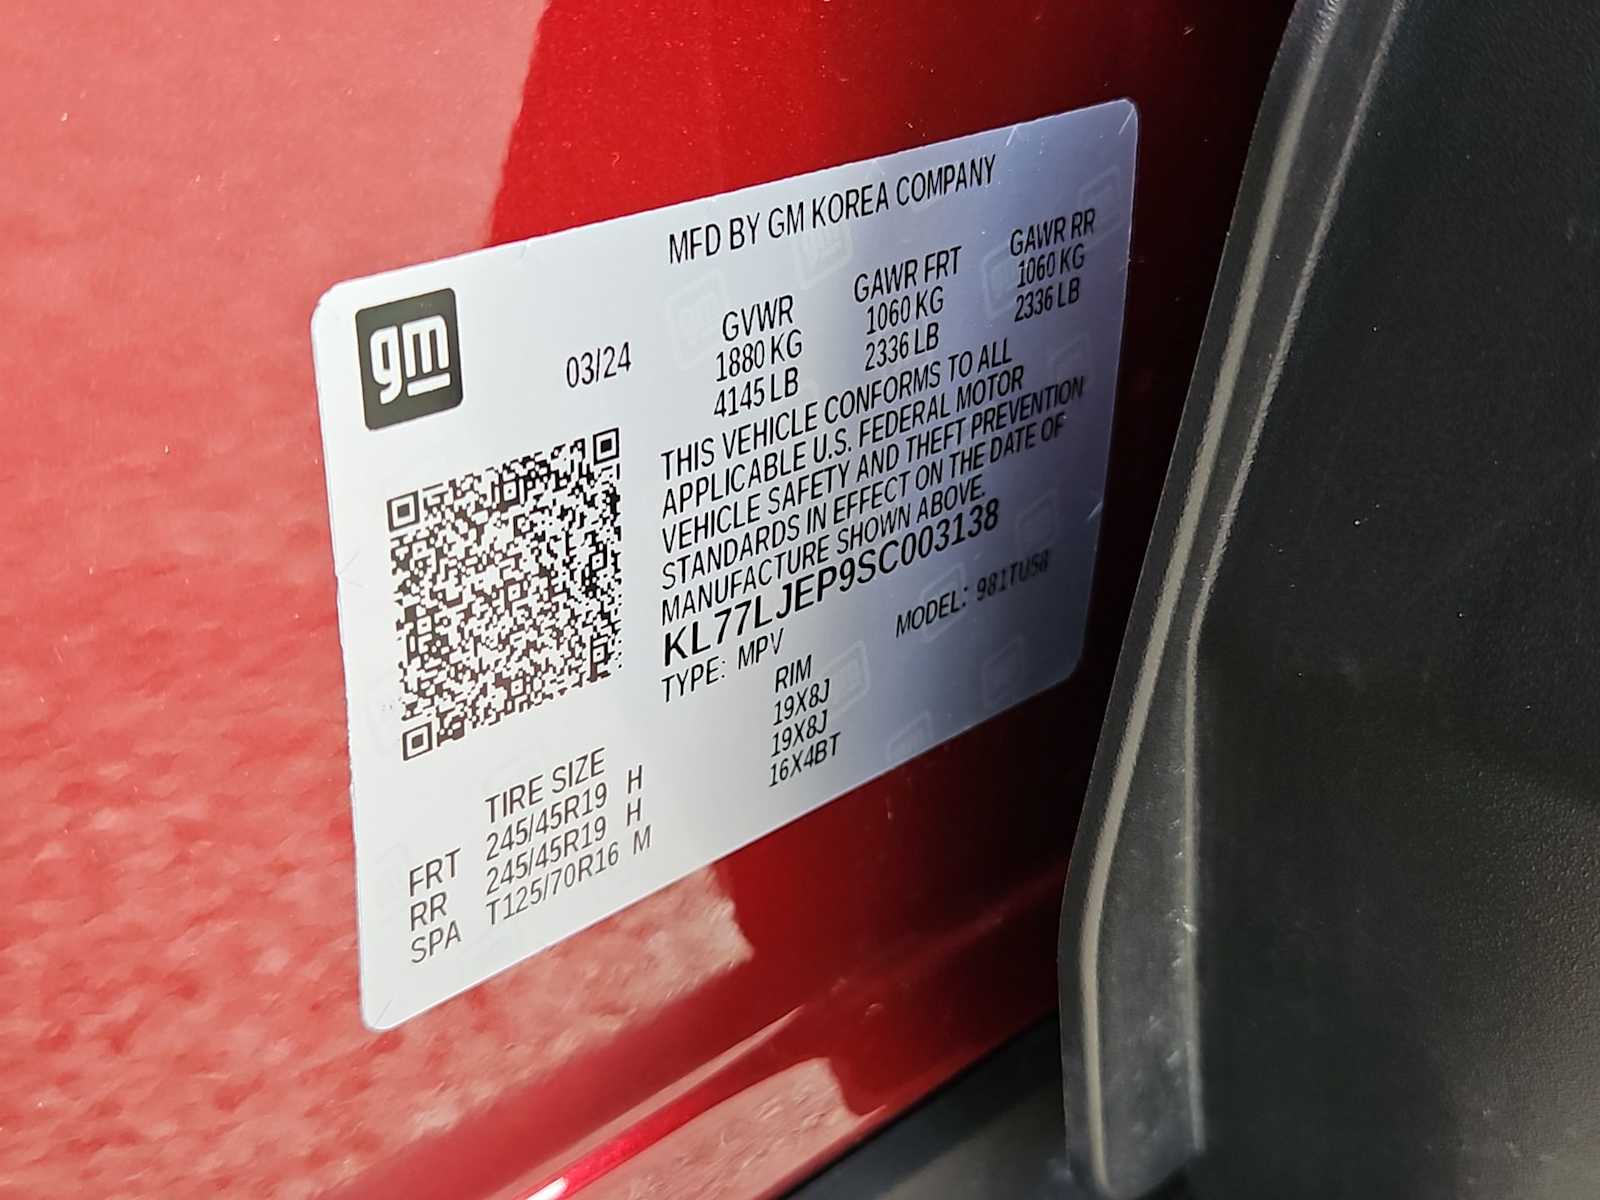 MFD BY GM KOREA COMPANY
gm
03/24
GVWR
1880 KG
4145 LB
GAWR FRT
1060 KG
2336 LB
GAWR RR
1060 KG
2336 LB
THIS VEHICLE CONFORMS TO ALL
APPLICABLE U.S. FEDERAL MOTOR
VEHICLE SAFETY AND THEFT PREVENTION
STANDARDS IN EFFECT ON THE DATE OF
MANUFACTURE SHOWN ABOVE.
KL77LJEP9SC003138
TYPE: MPV MODEL: 981TU58
TIRE SIZE RIM
FRT 245/45R19 H 19X8J
RR 245/45R19 H 19X8J
SPA T125/70R16 M 16X4BT